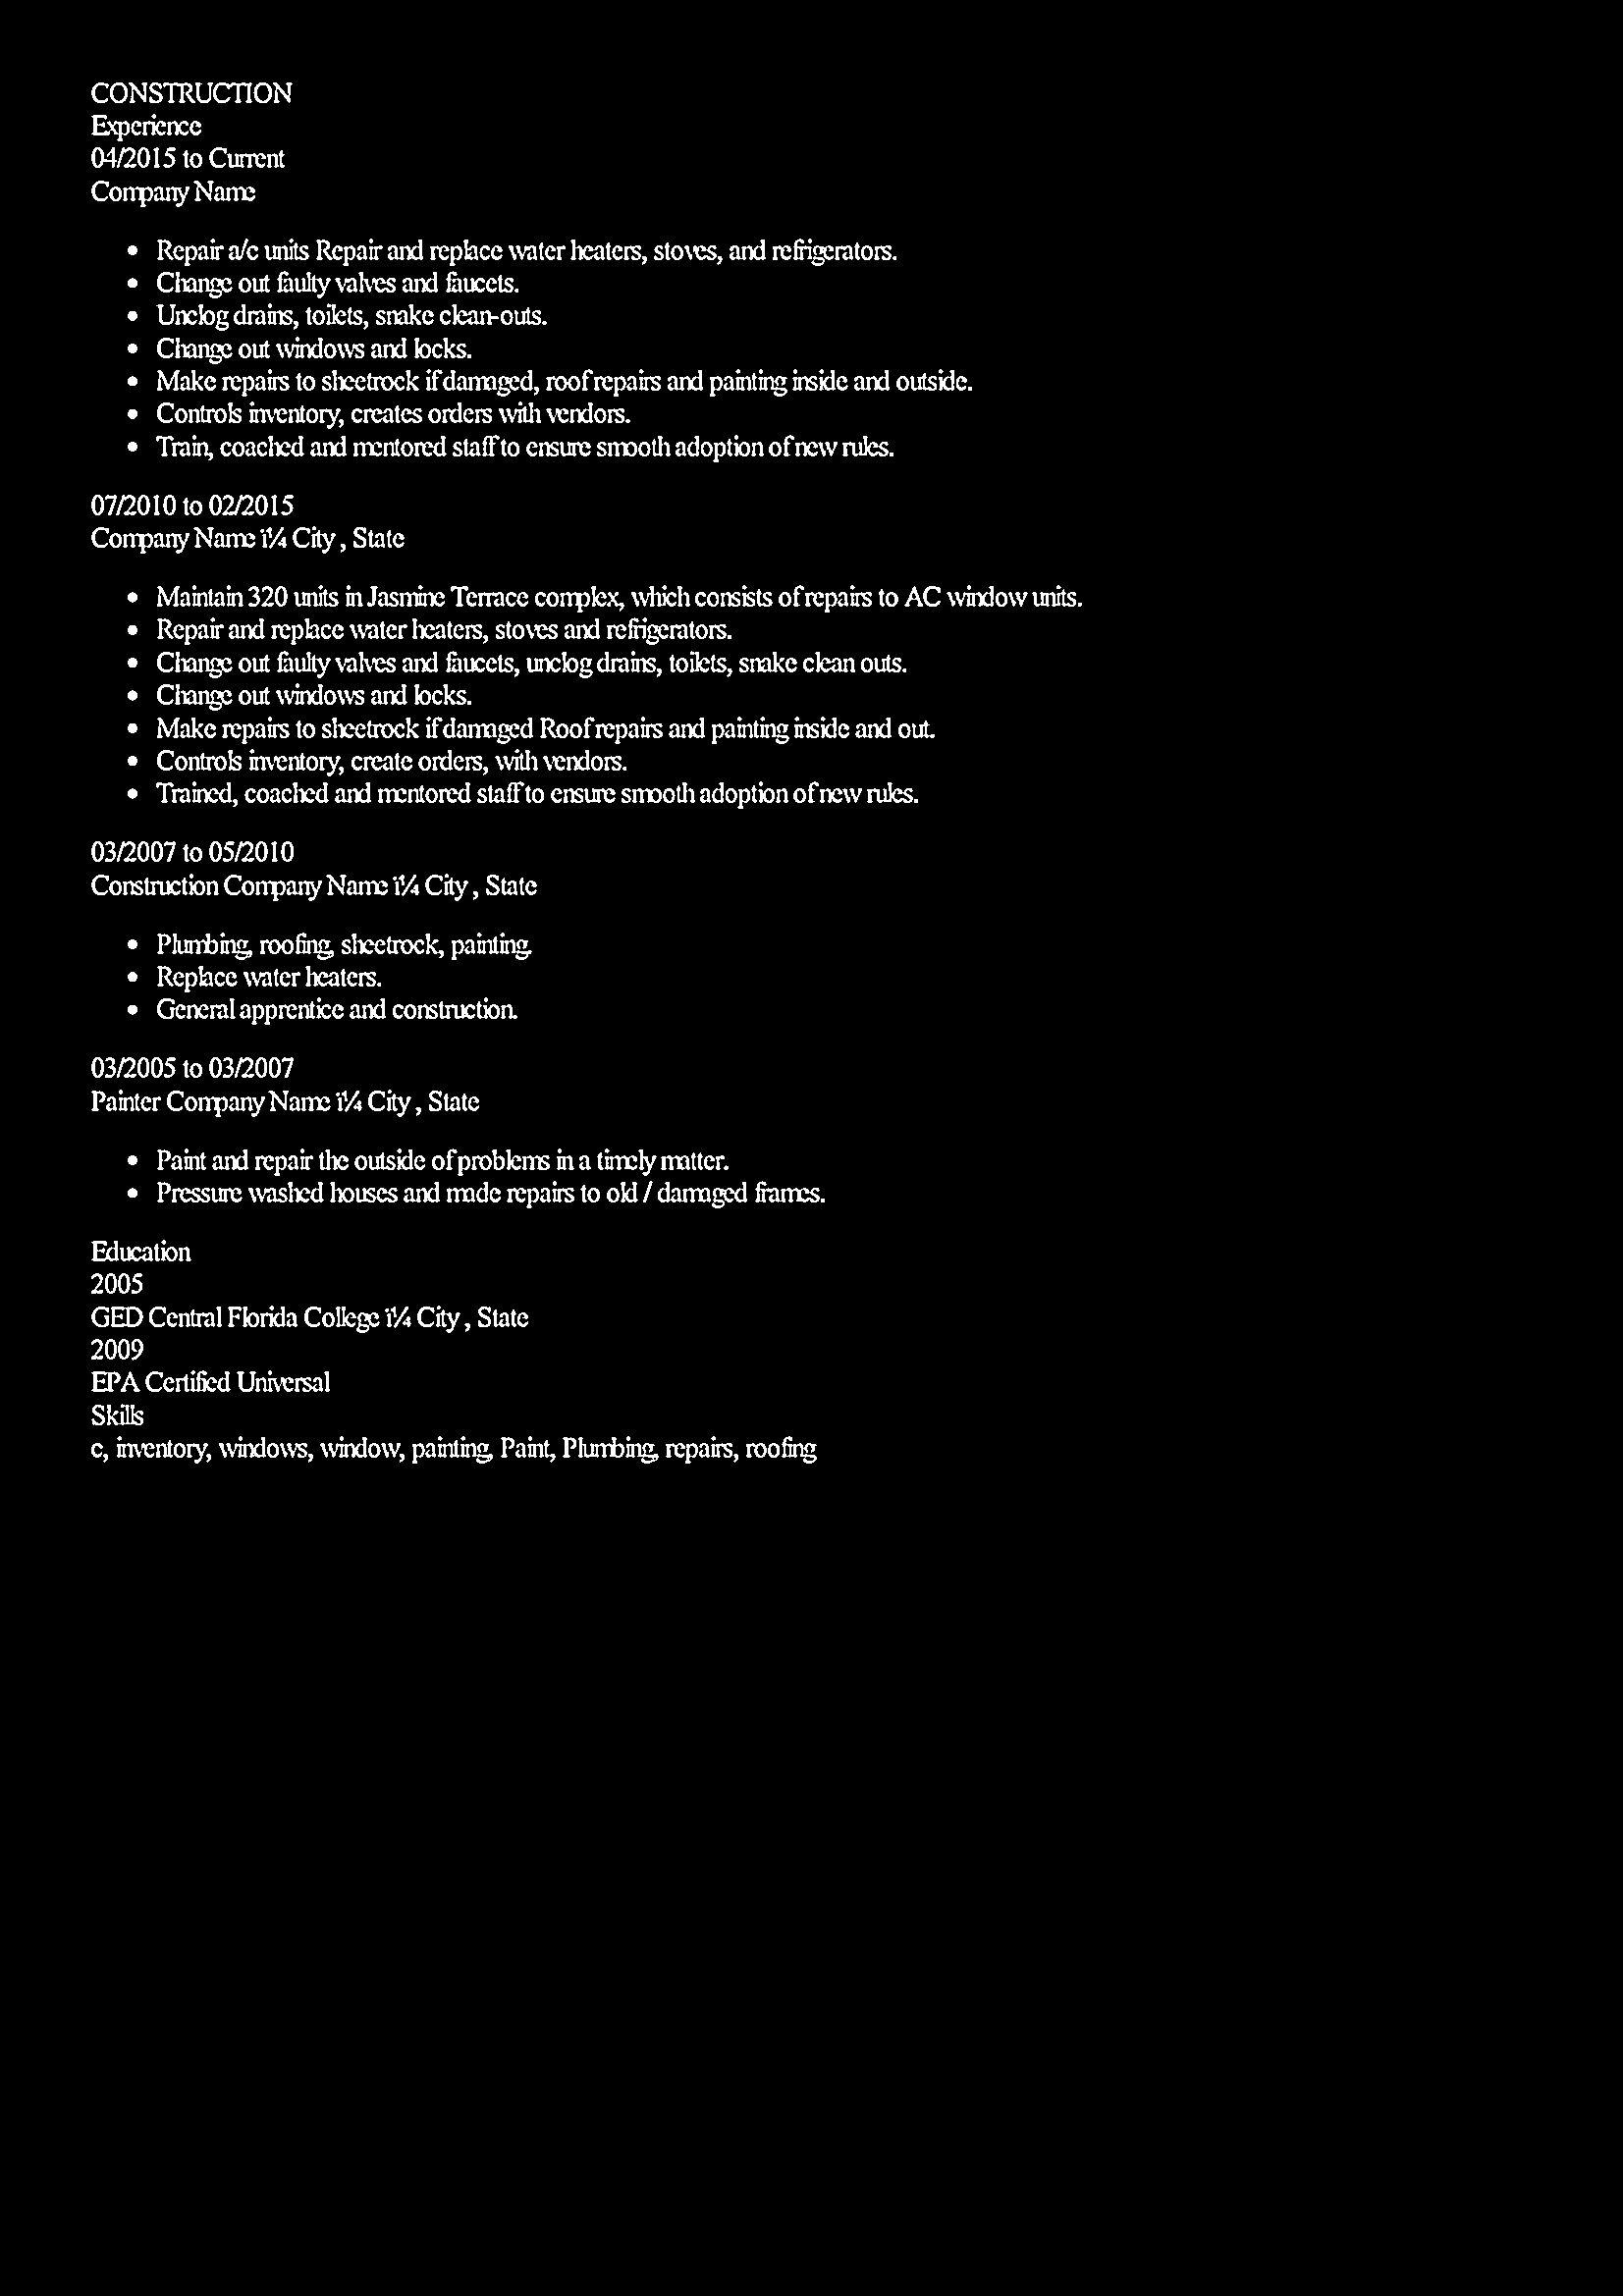 CONSTRUCTION
Experience
04/2015 to Current
Company Name
• Repair a/c units Repair and replace water heaters, stoves, and refrigerators.
• Change out faulty valves and faucets.
• Unclog drains, toilets, snake clean-outs.
• Change out windows and locks.
• Make repairs to sheetrock if damaged, roof repairs and painting inside and outside.
• Controls inventory, creates orders with vendors.
• Train, coached and mentored staff to ensure smooth adoption of new rules.
07/2010 to 02/2015
Company Name ï¼ City , State
• Maintain 320 units in Jasmine Terrace complex, which consists of repairs to AC window units.
• Repair and replace water heaters, stoves and refrigerators.
• Change out faulty valves and faucets, unclog drains, toilets, snake clean outs.
• Change out windows and locks.
• Make repairs to sheetrock if damaged Roof repairs and painting inside and out.
• Controls inventory, create orders, with vendors.
• Trained, coached and mentored staff to ensure smooth adoption of new rules.
03/2007 to 05/2010
Construction Company Name ï¼ City , State
• Plumbing, roofing, sheetrock, painting.
• Replace water heaters.
• General apprentice and construction.
03/2005 to 03/2007
Painter Company Name ï¼ City , State
• Paint and repair the outside of problems in a timely matter.
• Pressure washed houses and made repairs to old / damaged frames.
Education
2005
GED Central Florida College ï¼ City , State
2009
EPA Certified Universal
Skills
c, inventory, windows, window, painting, Paint, Plumbing, repairs, roofing